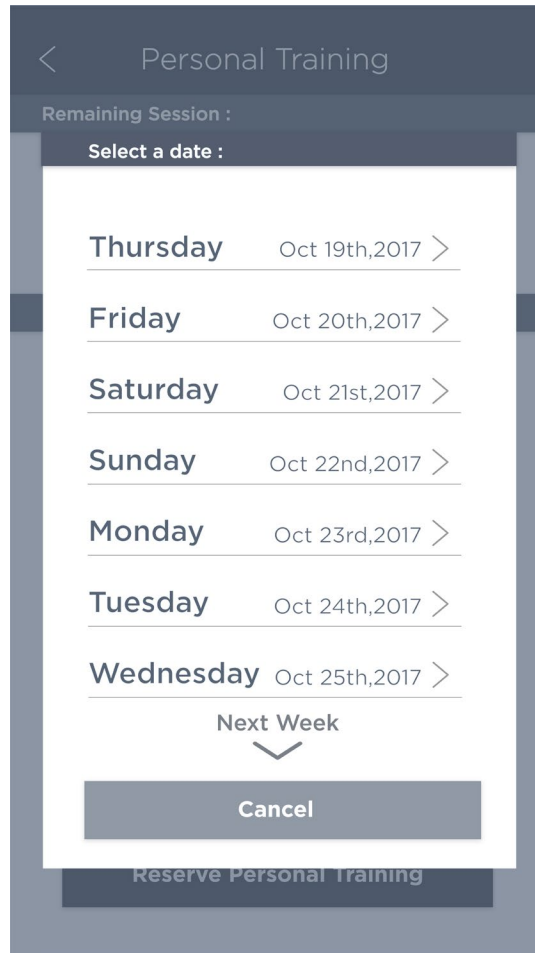 Personal Training
Remaining Session :
Select a date :
Thursday Oct 19th,2017
Friday Oct 20th,2017
Saturday Oct 21st,2017
Sunday Oct 22nd,2017
Monday Oct 23rd,2017
Tuesday Oct 24th,2017
Wednesday Oct 25th,2017
Next Week
Cancel
Reserve Personal Training